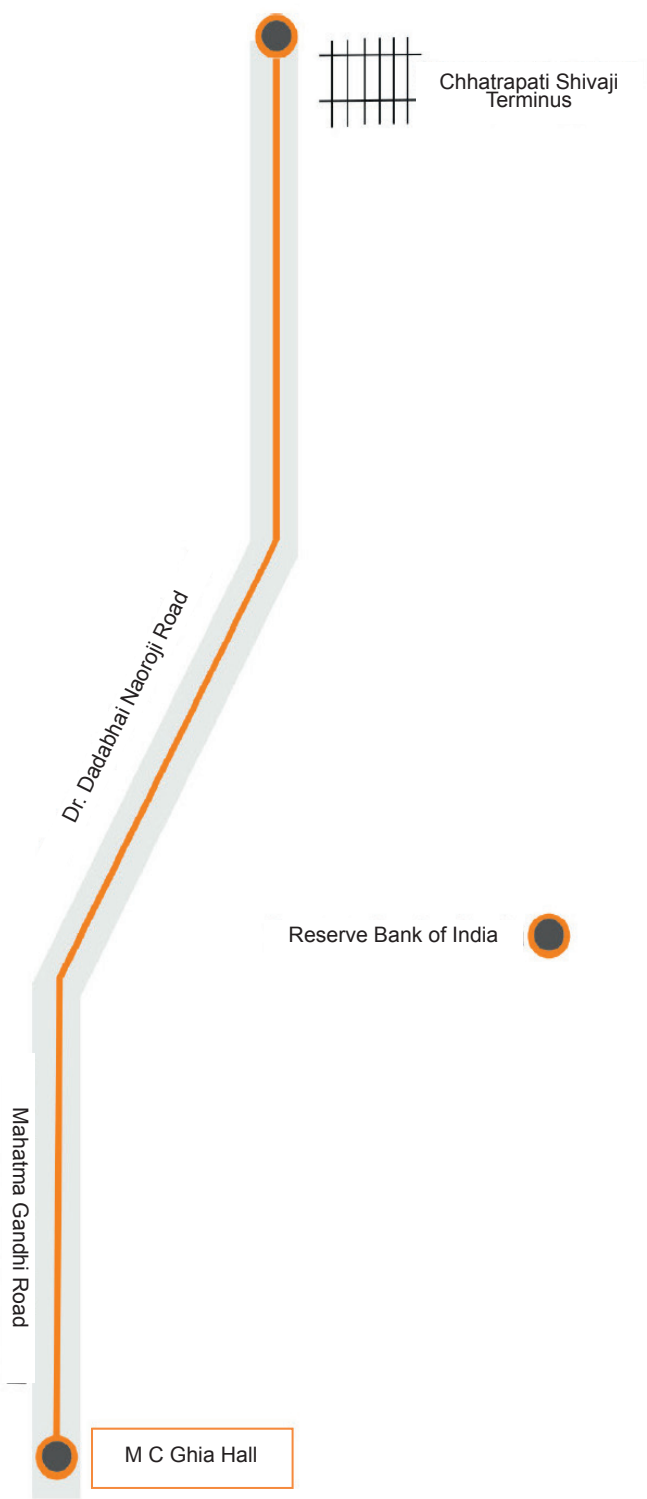 Chhatrapati Shivaji
Terminus
Dr. Dadabhai Naoroji Road
Reserve Bank of India
Mahatma Gandhi Road
M C Ghia Hall